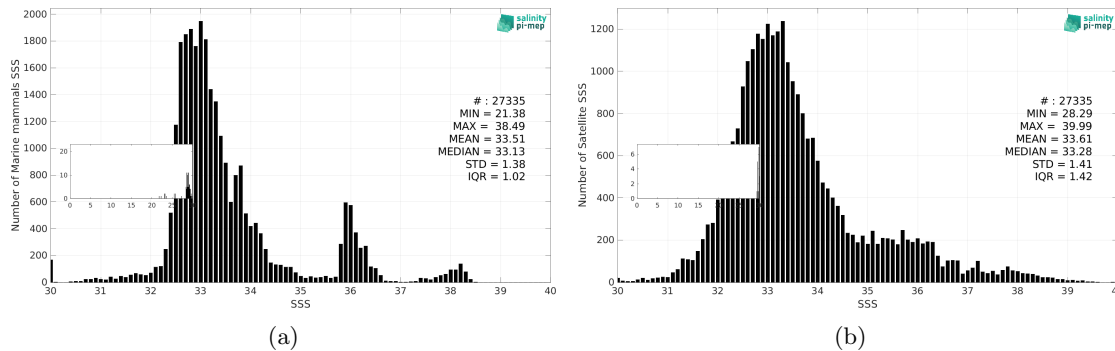 salinity
pi-mep
Number of Marine mammals SSS
2000
1800
1600
1400
1200
1000
800
600
400
200
0
# : 27335
MIN = 21.38
MAX = 38.49
MEAN = 33.51
MEDIAN = 33.13
STD = 1.38
IQR = 1.02
20
10
0
0 5 10 15 20 25 30
30 31 32 33 34 35 36 37 38 39 40
SSS
(a)
salinity
pi-mep
Number of Satellite SSS
1200
1000
800
600
400
200
0
# : 27335
MIN = 28.29
MAX = 39.99
MEAN = 33.61
MEDIAN = 33.28
STD = 1.41
IQR = 1.42
6
4
2
0
0 5 10 15 20 25
30 31 32 33 34 35 36 37 38 39
SSS
(b)